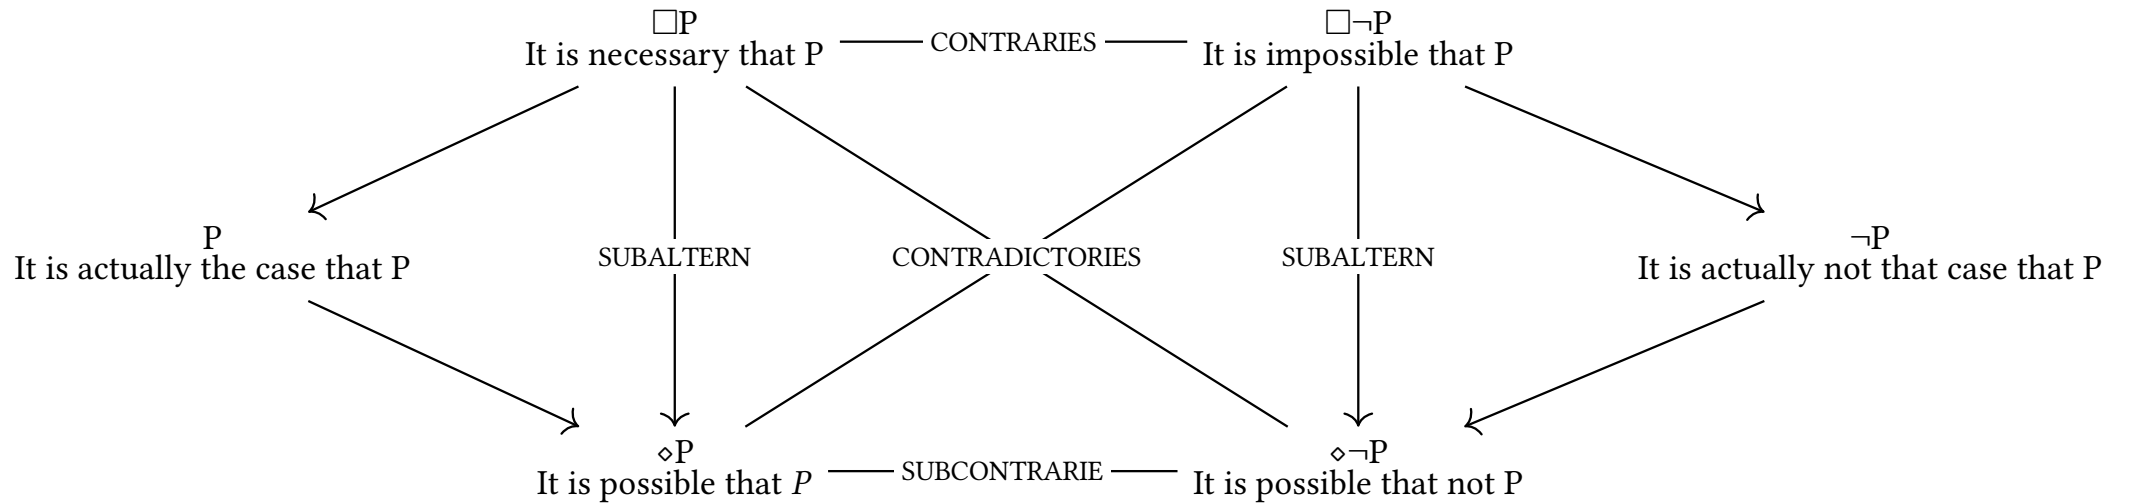 □P
It is necessary that P
CONTRARIES
□¬P
It is impossible that P
P
It is actually the case that P
SUBALTERN
CONTRADICTORIES
SUBALTERN
¬P
It is actually not that case that P
⋄P
It is possible that P
SUBCONTRARIE
⋄¬P
It is possible that not P